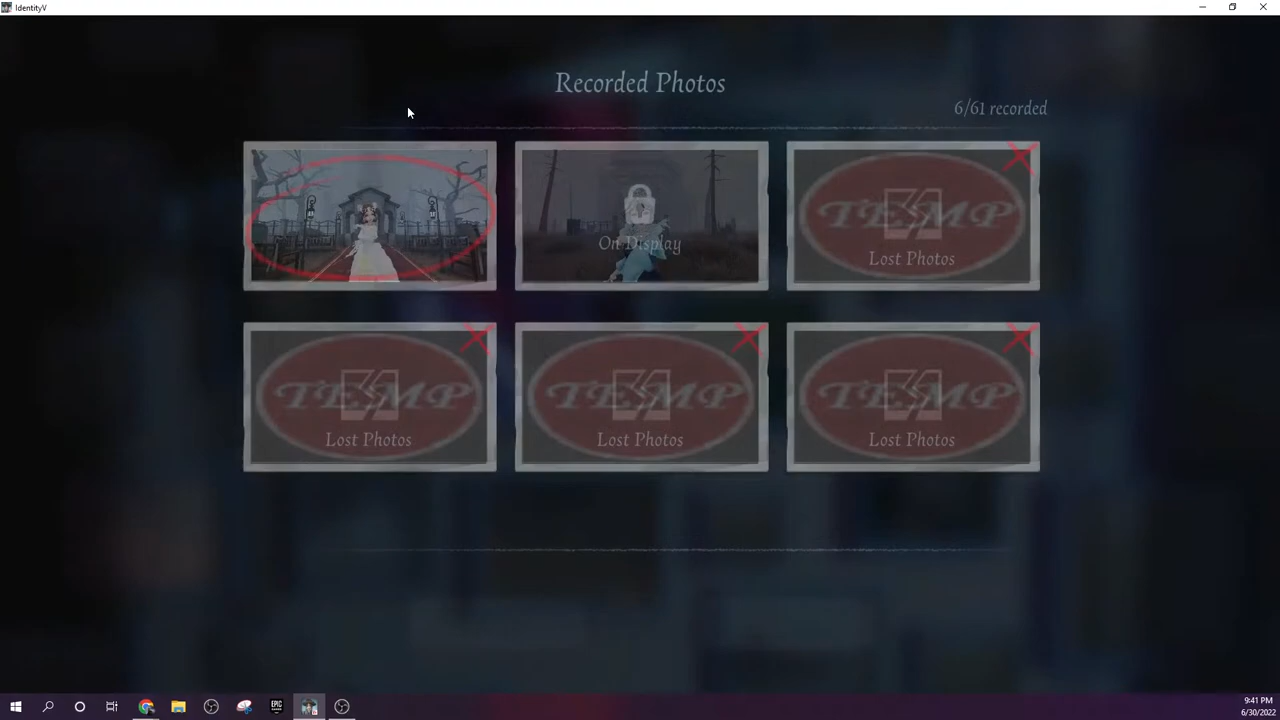 IdentityV
Recorded Photos
6/61 recorded
On Display
TEMP
Lost Photos
TEMP
Lost Photos
TEMP
Lost Photos
TEMP
Lost Photos
EPIC
9:41 PM
6/30/2022